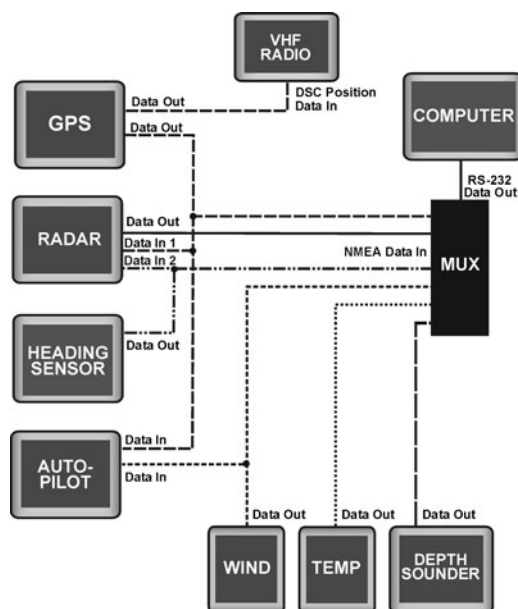 VHF
RADIO
DSC Position
Data In
Data Out
GPS
Data Out
COMPUTER
RS-232
Data Out
RADAR
Data Out
Data In 1
Data In 2
NMEA Data In
MUX
HEADING
SENSOR
Data Out
AUTO-
PILOT
Data In
Data In
Data Out
Data Out
Data Out
WIND
TEMP
DEPTH
SOUNDER